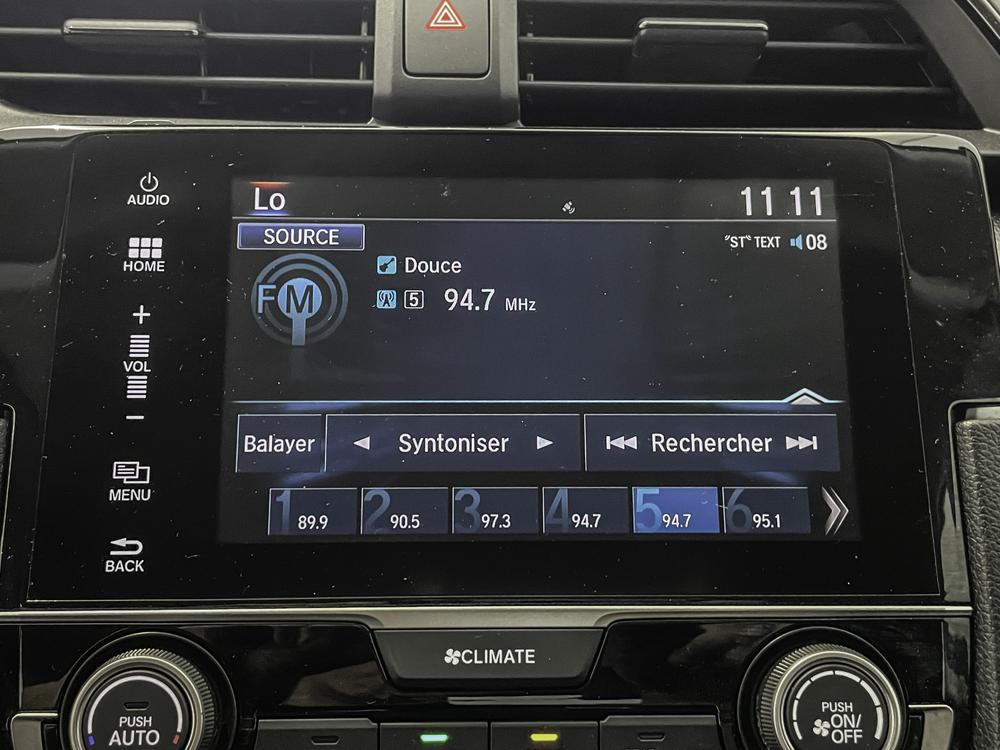 AUDIO
HOME
+
VOL
−
MENU
BACK
Lo
11 11
SOURCE
"ST" TEXT 08
FM
Douce
5 94.7 MHz
Balayer
Syntoniser
Rechercher
1 89.9
2 90.5
3 97.3
4 94.7
5 94.7
6 95.1
CLIMATE
PUSH
AUTO
PUSH
ON/
OFF